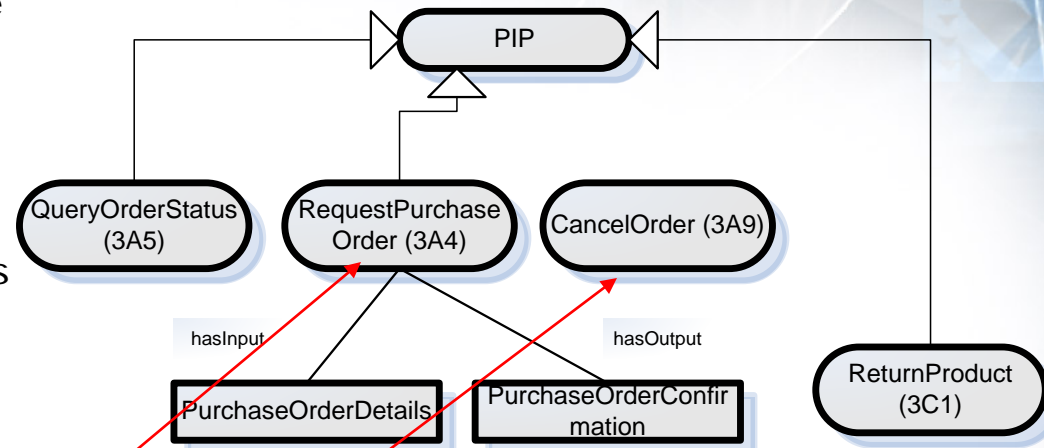 e
PIP
QueryOrderStatus
(3A5)
RequestPurchase
Order (3A4)
CancelOrder (3A9)
s
hasInput
hasOutput
ReturnProduct
(3C1)
PurchaseOrderDetails
PurchaseOrderConfir
mation